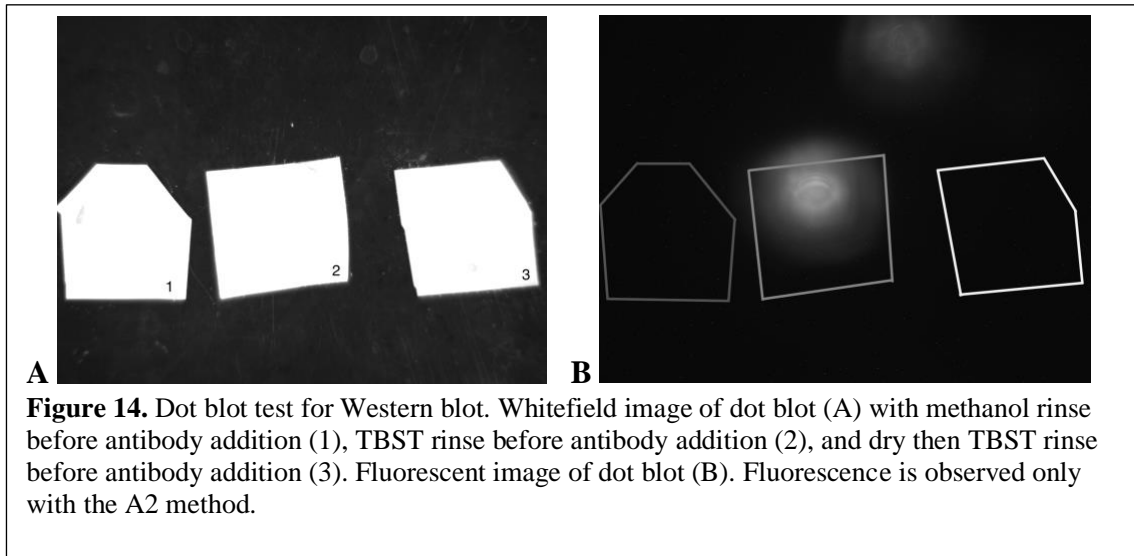 1
2
3
A
B
Figure 14. Dot blot test for Western blot. Whitefield image of dot blot (A) with methanol rinse
before antibody addition (1), TBST rinse before antibody addition (2), and dry then TBST rinse
before antibody addition (3). Fluorescent image of dot blot (B). Fluorescence is observed only
with the A2 method.